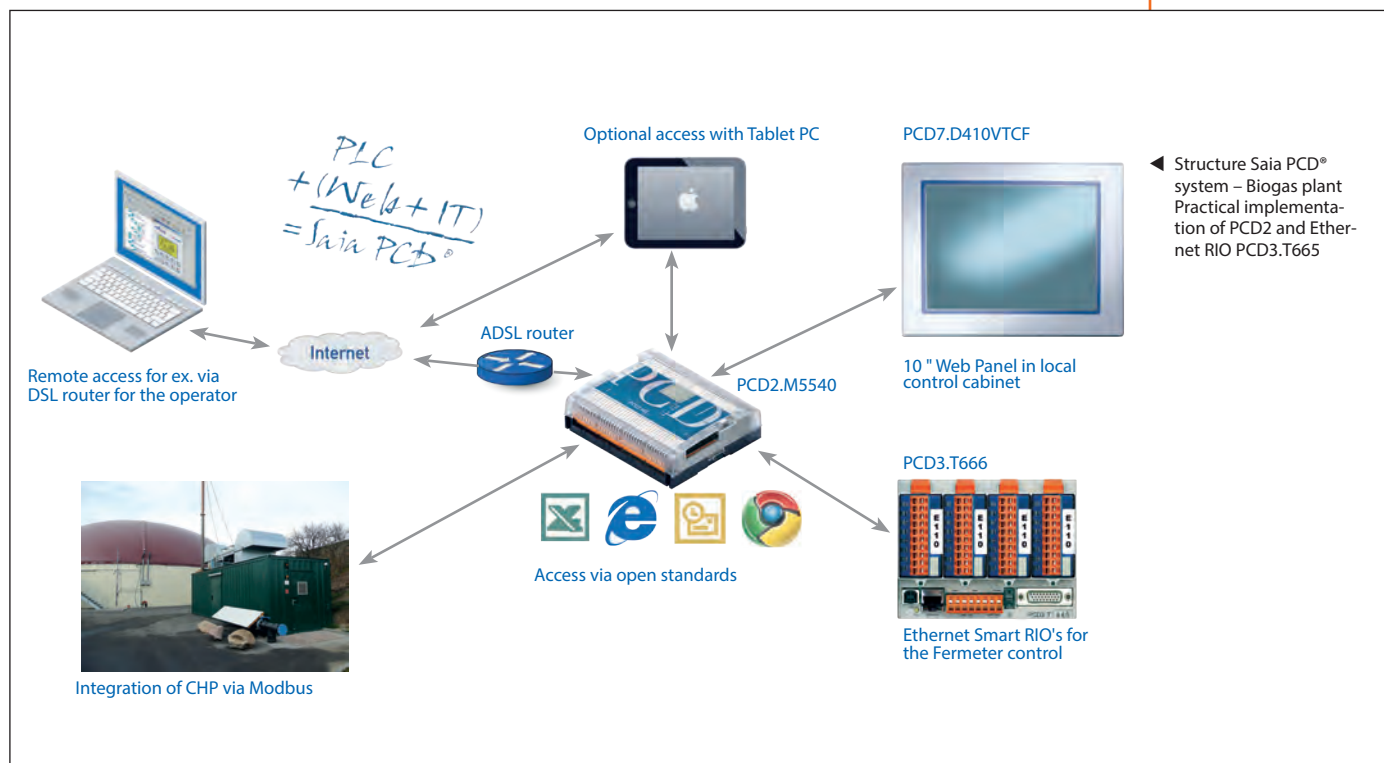 PLC
+ (Web + IT)
= Saia PCD®
Optional access with Tablet PC
PCD7.D410VTCF
◀ Structure Saia PCD®
system – Biogas plant
Practical implementa-
tion of PCD2 and Ether-
net RIO PCD3.T665
Internet
ADSL router
Remote access for ex. via
DSL router for the operator
PCD
PCD2.M5540
10 " Web Panel in local
control cabinet
PCD3.T666
E110
E110
E110
E110
Access via open standards
Ethernet Smart RIO's for
the Fermeter control
Integration of CHP via Modbus